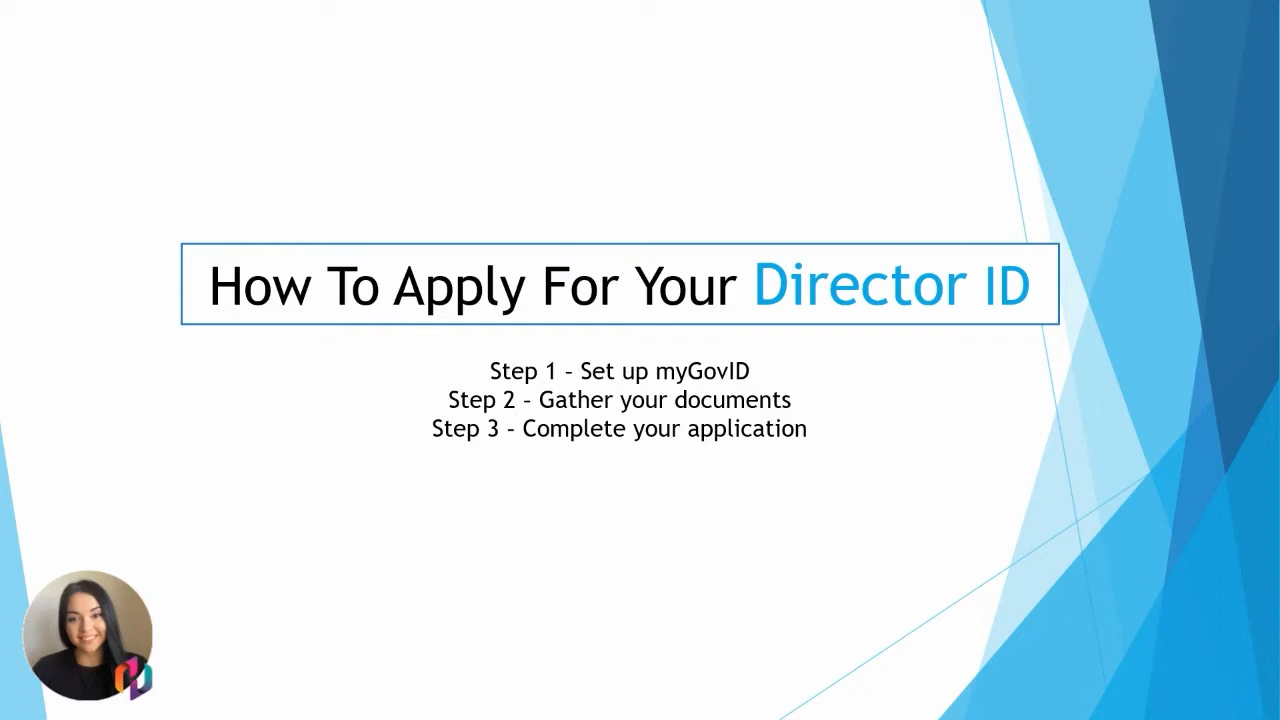 How To Apply For Your Director ID
Step 1 – Set up myGovID
Step 2 – Gather your documents
Step 3 – Complete your application